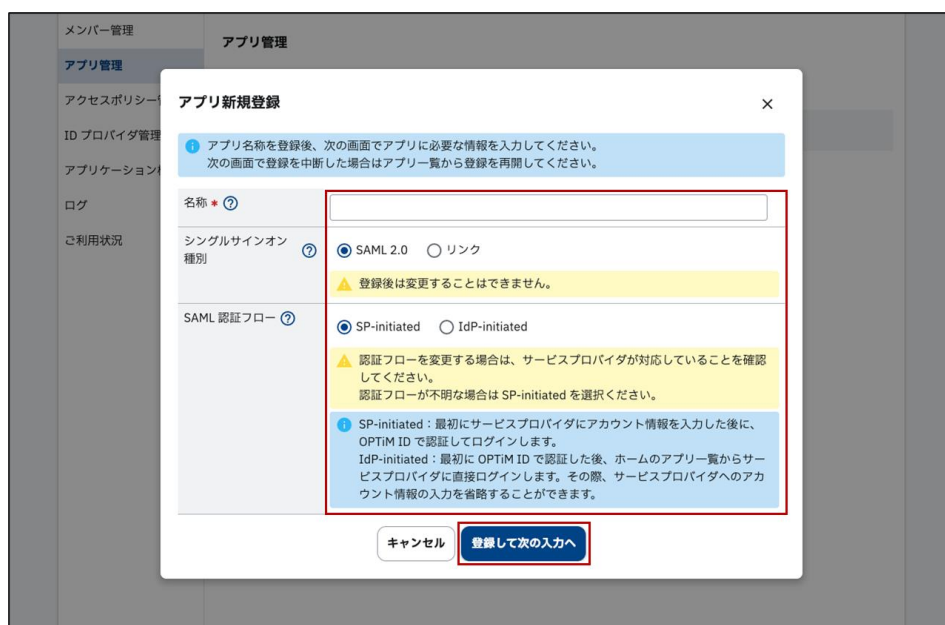 メンバー管理
アプリ管理
アプリ管理
アクセスポリシー
ID プロバイダ管理
アプリケーション
ログ
ご利用状況
アプリ新規登録
アプリ名称を登録後、次の画面でアプリに必要な情報を入力してください。
次の画面で登録を中断した場合はアプリ一覧から登録を再開してください。
名称 *
シングルサインオン
種別
SAML 2.0 リンク
登録後は変更することはできません。
SAML 認証フロー
SP-initiated IdP-initiated
認証フローを変更する場合は、サービスプロバイダが対応していることを確認
してください。
認証フローが不明な場合は SP-initiated を選択ください。
SP-initiated：最初にサービスプロバイダにアカウント情報を入力した後に、
OPTiM ID で認証してログインします。
IdP-initiated：最初に OPTiM ID で認証した後、ホームのアプリ一覧からサー
ビスプロバイダに直接ログインします。その際、サービスプロバイダへのアカ
ウント情報の入力を省略することができます。
キャンセル
登録して次の入力へ